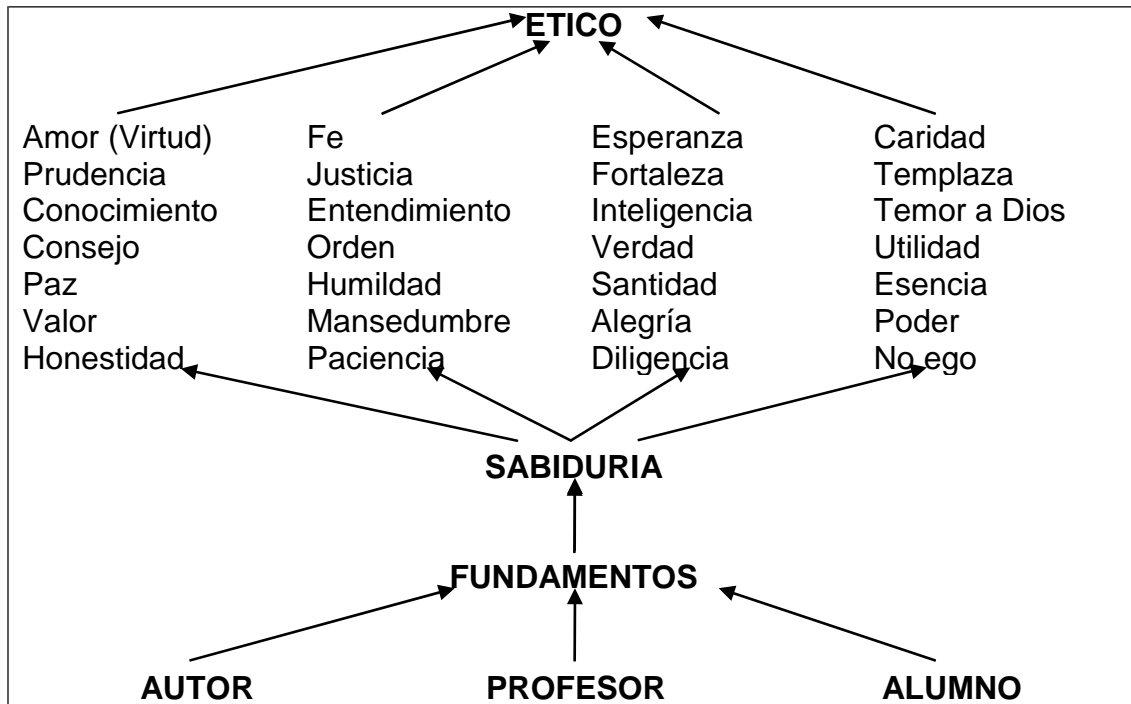 ETICO
Amor (Virtud) Fe Esperanza Caridad
Prudencia Justicia Fortaleza Templaza
Conocimiento Entendimiento Inteligencia Temor a Dios
Consejo Orden Verdad Utilidad
Paz Humildad Santidad Esencia
Valor Mansedumbre Alegría Poder
Honestidad Paciencia Diligencia No ego
SABIDURIA
FUNDAMENTOS
AUTOR PROFESOR ALUMNO